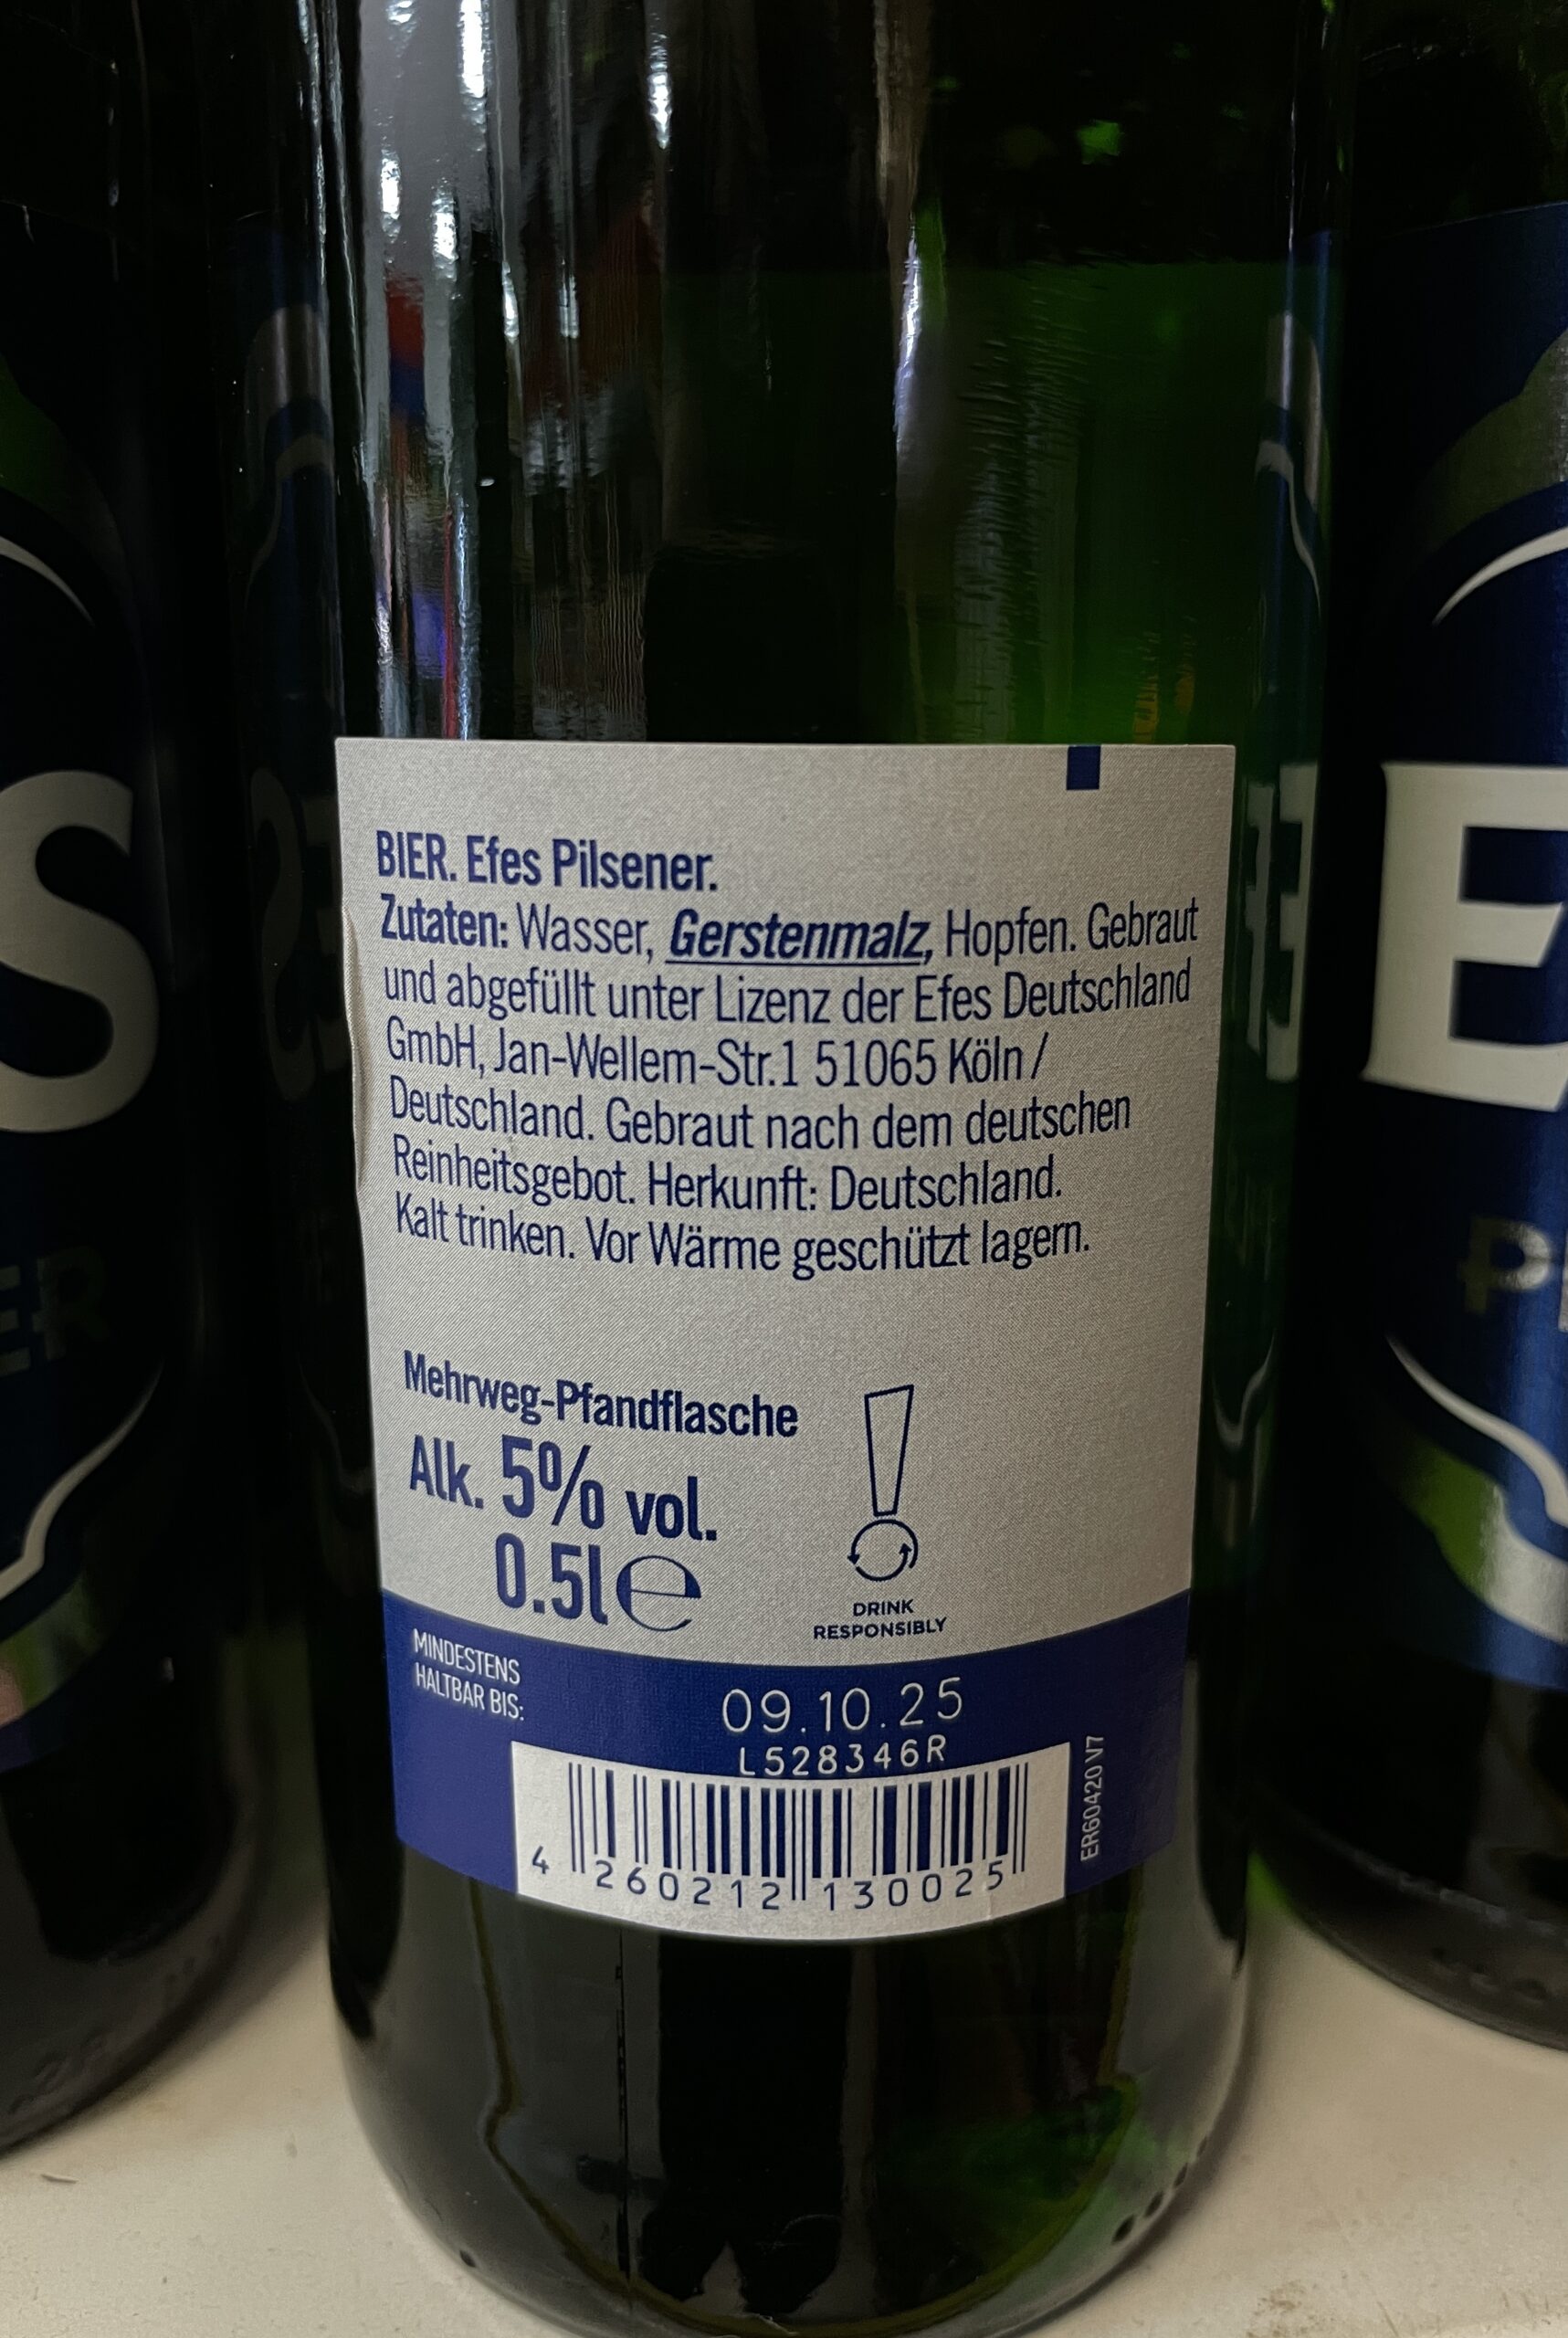 BIER. Efes Pilsener.
Zutaten: Wasser, Gerstenmalz, Hopfen. Gebraut
und abgefüllt unter Lizenz der Efes Deutschland
GmbH, Jan-Wellem-Str.1 51065 Köln /
Deutschland. Gebraut nach dem deutschen
Reinheitsgebot. Herkunft: Deutschland.
Kalt trinken. Vor Wärme geschützt lagern.
Mehrweg-Pfandflasche
Alk. 5% vol.
0.5l e
DRINK
RESPONSIBLY
MINDESTENS
HALTBAR BIS:
09.10.25
L528346R
ER60420 V7
4 260212 130025
S
ER
E
P